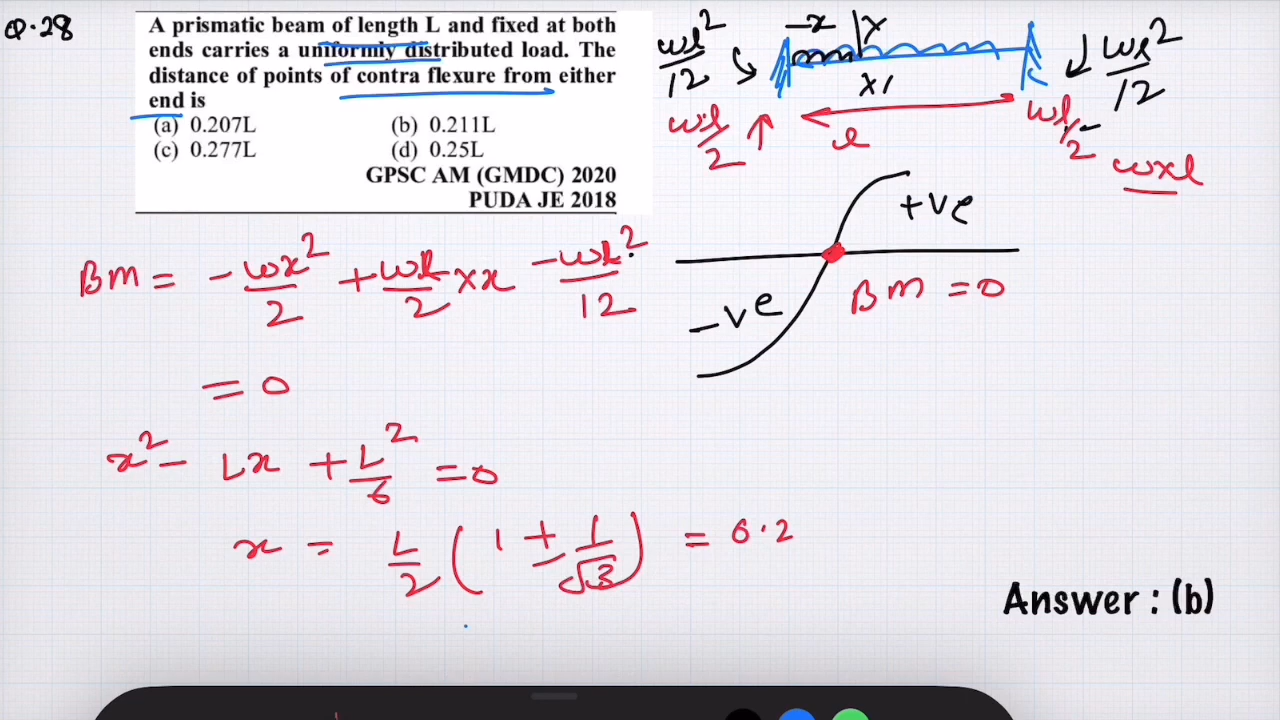 Q.28
A prismatic beam of length L and fixed at both
ends carries a uniformly distributed load. The
distance of points of contra flexure from either
end is
(a) 0.207L (b) 0.211L
(c) 0.277L (d) 0.25L
GPSC AM (GMDC) 2020
PUDA JE 2018
wl²/12
-x
x
x₁
wl²/12
wl/2
l
wl/2
wxl
+ve
-ve
BM = 0
BM = -wx²/2 + wl/2 × x - wl²/12
= 0
x² - Lx + L²/6 = 0
x = L/2 (1 ± 1/√3) = 0.2
Answer : (b)